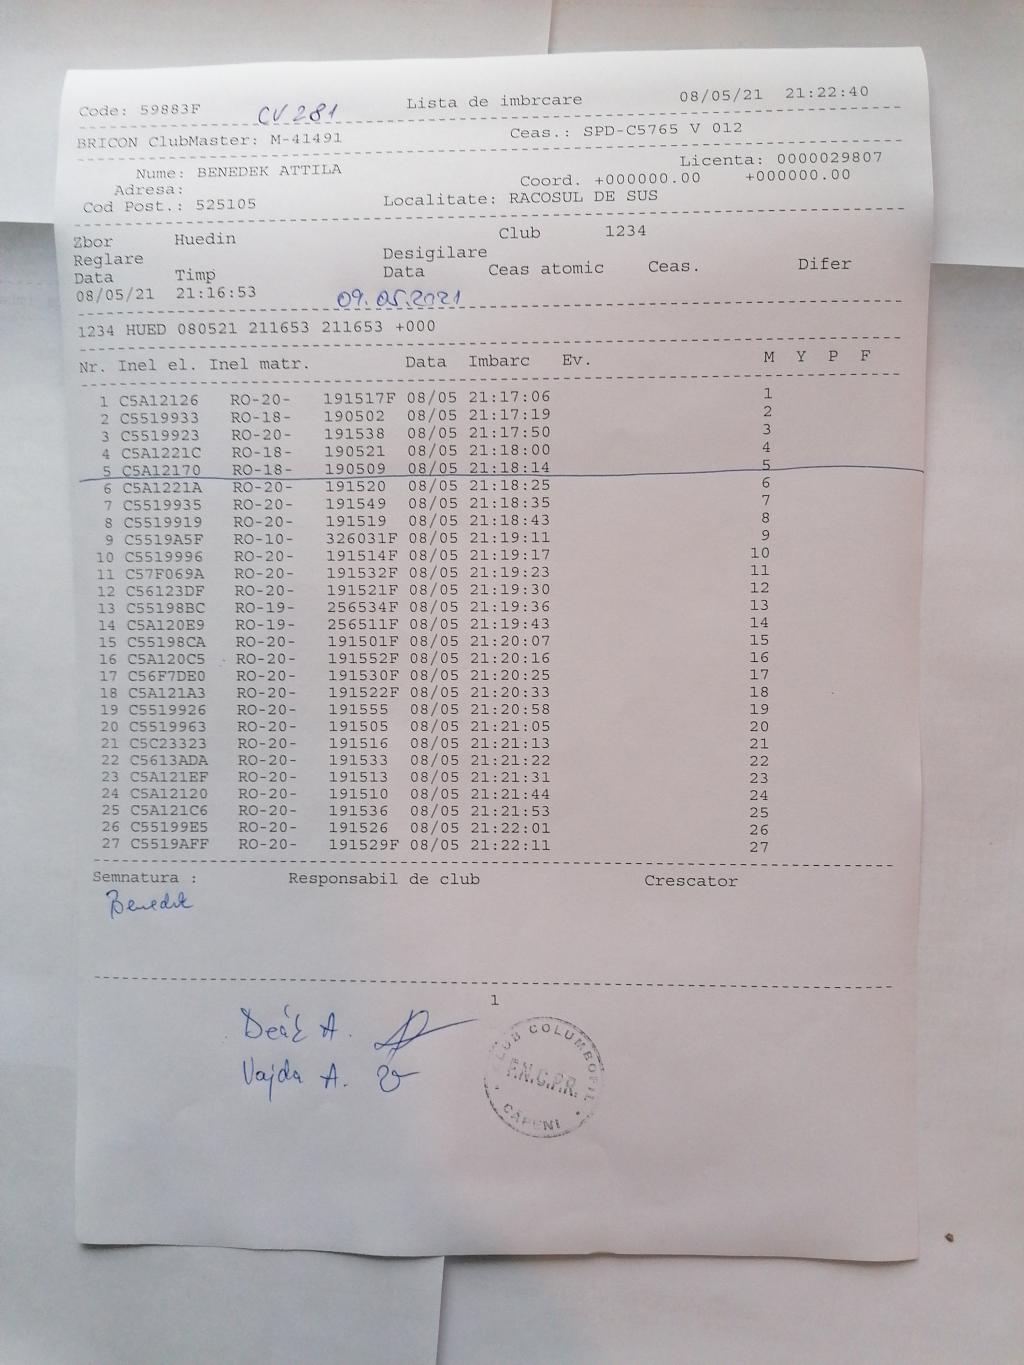 Code: 59883F CV 281 Lista de imbrcare 08/05/21 21:22:40
BRICON ClubMaster: M-41491 Ceas.: SPD-C5765 V 012
Nume: BENEDEK ATTILA Licenta: 0000029807
Adresa: Coord. +000000.00 +000000.00
Cod Post.: 525105 Localitate: RACOSUL DE SUS
Zbor Huedin Club 1234
Reglare Desigilare
Data Timp Data Ceas atomic Ceas. Difer
08/05/21 21:16:53 09.05.2021
1234 HUED 080521 211653 211653 +000
Nr. Inel el. Inel matr. Data Imbarc Ev. M Y P F
1 C5A12126 RO-20- 191517F 08/05 21:17:06 1
2 C5519933 RO-18- 190502 08/05 21:17:19 2
3 C5519923 RO-20- 191538 08/05 21:17:50 3
4 C5A1221C RO-18- 190521 08/05 21:18:00 4
5 C5A12170 RO-18- 190509 08/05 21:18:14 5
6 C5A1221A RO-20- 191520 08/05 21:18:25 6
7 C5519935 RO-20- 191549 08/05 21:18:35 7
8 C5519919 RO-20- 191519 08/05 21:18:43 8
9 C5519A5F RO-10- 326031F 08/05 21:19:11 9
10 C5519996 RO-20- 191514F 08/05 21:19:17 10
11 C57F069A RO-20- 191532F 08/05 21:19:23 11
12 C56123DF RO-20- 191521F 08/05 21:19:30 12
13 C55198BC RO-19- 256534F 08/05 21:19:36 13
14 C5A120E9 RO-19- 256511F 08/05 21:19:43 14
15 C55198CA RO-20- 191501F 08/05 21:20:07 15
16 C5A120C5 RO-20- 191552F 08/05 21:20:16 16
17 C56F7DE0 RO-20- 191530F 08/05 21:20:25 17
18 C5A121A3 RO-20- 191522F 08/05 21:20:33 18
19 C5519926 RO-20- 191555 08/05 21:20:58 19
20 C5519963 RO-20- 191505 08/05 21:21:05 20
21 C5C23323 RO-20- 191516 08/05 21:21:13 21
22 C5613ADA RO-20- 191533 08/05 21:21:22 22
23 C5A121EF RO-20- 191513 08/05 21:21:31 23
24 C5A12120 RO-20- 191510 08/05 21:21:44 24
25 C5A121C6 RO-20- 191536 08/05 21:21:53 25
26 C55199E5 RO-20- 191526 08/05 21:22:01 26
27 C5519AFF RO-20- 191529F 08/05 21:22:11 27
Semnatura : Responsabil de club Crescator
Benedek
1
Deák A.
Vajda A.
CLUB COLUMBOFIL
F.N.C.P.R.
CĂPENI